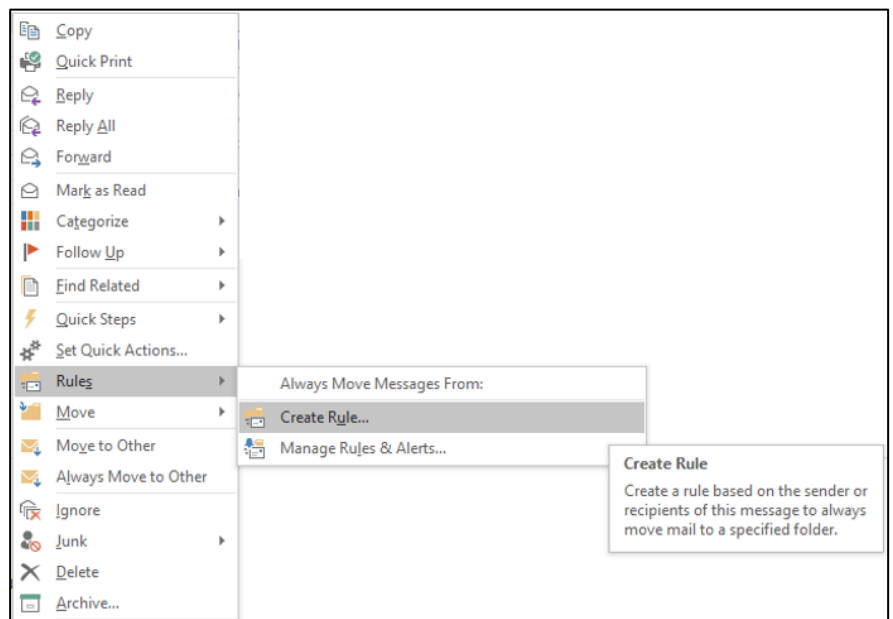 Copy
Quick Print
Reply
Reply All
Forward
Mark as Read
Categorize
Follow Up
Find Related
Quick Steps
Set Quick Actions...
Rules
Always Move Messages From:
Move
Create Rule...
Move to Other
Manage Rules & Alerts...
Always Move to Other
Create Rule
Create a rule based on the sender or
recipients of this message to always
move mail to a specified folder.
Ignore
Junk
Delete
Archive...